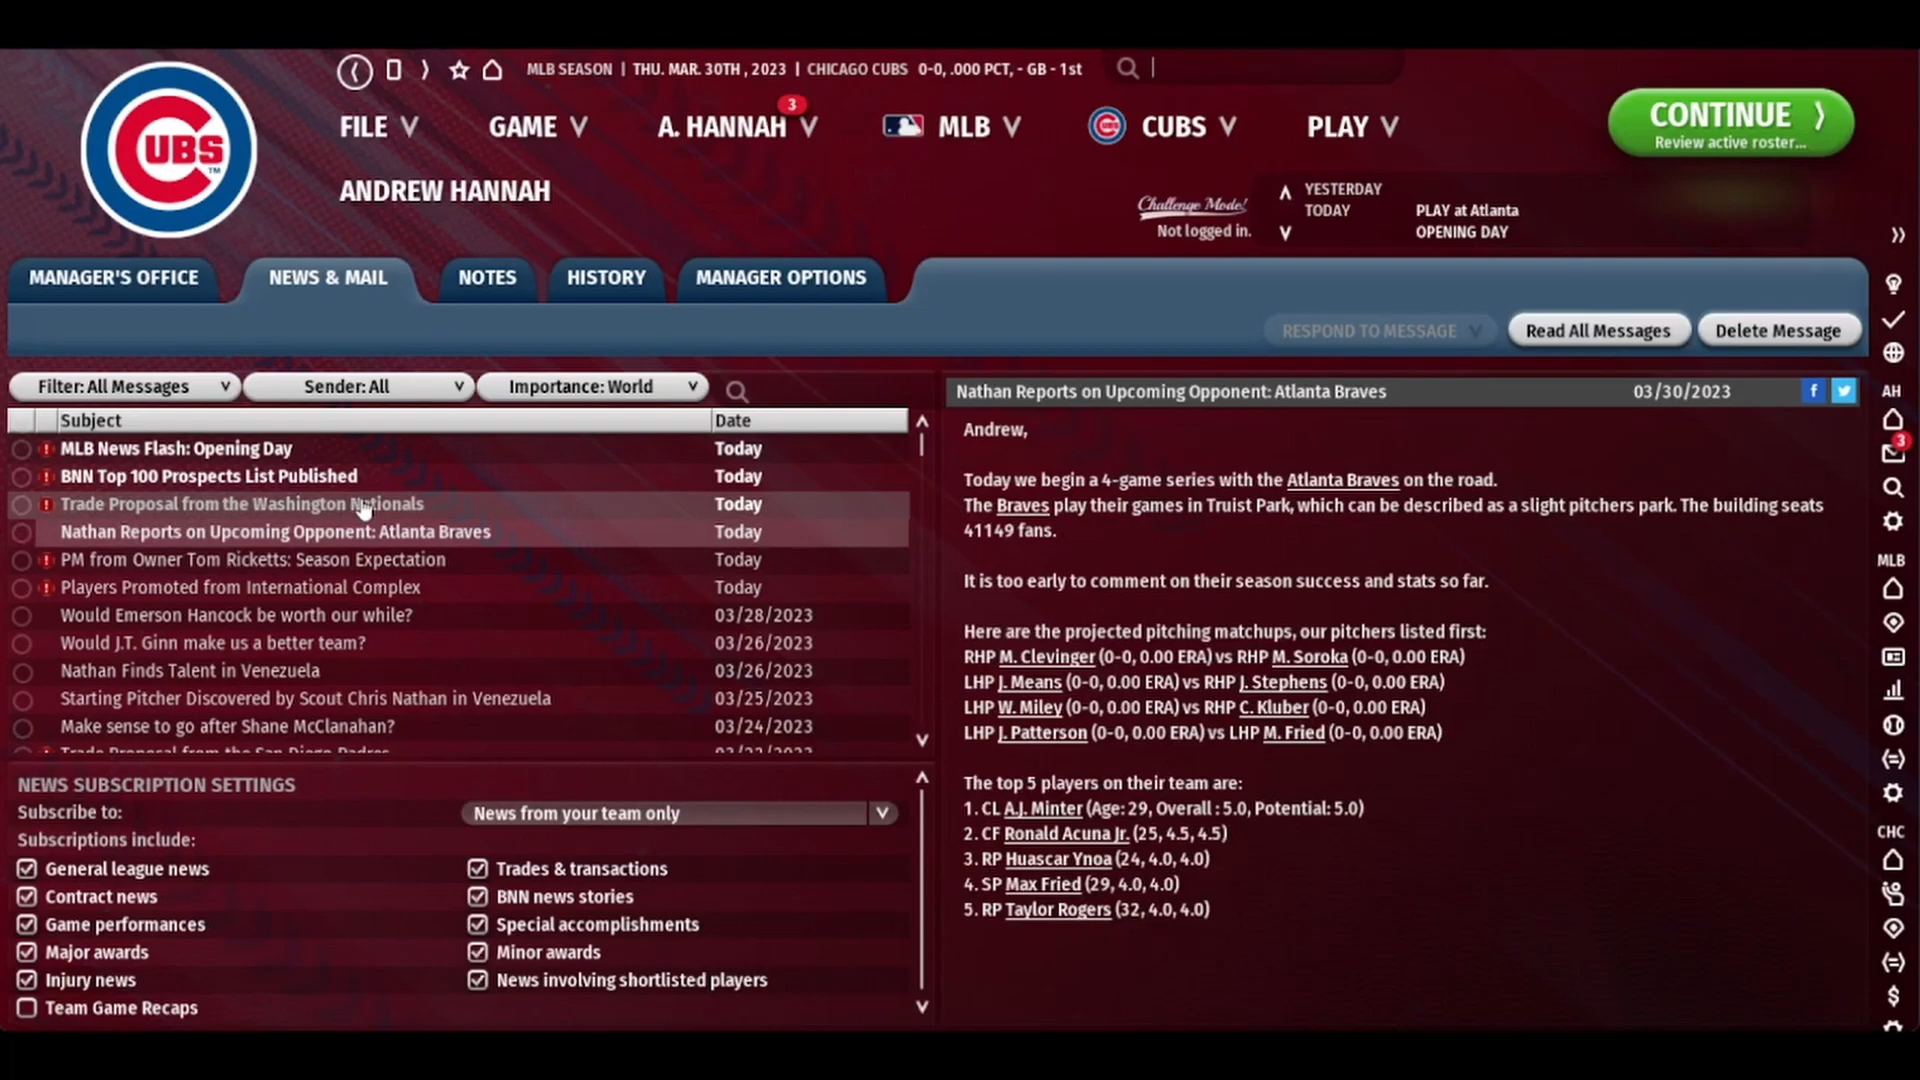 MLB SEASON | THU. MAR. 30TH , 2023 | CHICAGO CUBS 0-0, .000 PCT, - GB - 1st
FILE GAME A. HANNAH 3 MLB CUBS PLAY
CONTINUE
Review active roster...
UBS
TM
ANDREW HANNAH
Challenge Mode!
Not logged in.
YESTERDAY
TODAY
PLAY at Atlanta
OPENING DAY
MANAGER'S OFFICE NEWS & MAIL NOTES HISTORY MANAGER OPTIONS
RESPOND TO MESSAGE Read All Messages Delete Message
Filter: All Messages Sender: All Importance: World
Subject Date
MLB News Flash: Opening Day Today
BNN Top 100 Prospects List Published Today
Trade Proposal from the Washington Nationals Today
Nathan Reports on Upcoming Opponent: Atlanta Braves Today
PM from Owner Tom Ricketts: Season Expectation Today
Players Promoted from International Complex Today
Would Emerson Hancock be worth our while? 03/28/2023
Would J.T. Ginn make us a better team? 03/26/2023
Nathan Finds Talent in Venezuela 03/26/2023
Starting Pitcher Discovered by Scout Chris Nathan in Venezuela 03/25/2023
Make sense to go after Shane McClanahan? 03/24/2023
Trade Proposal from the San Diego Padres 03/23/2023
NEWS SUBSCRIPTION SETTINGS
Subscribe to: News from your team only
Subscriptions include:
General league news Trades & transactions
Contract news BNN news stories
Game performances Special accomplishments
Major awards Minor awards
Injury news News involving shortlisted players
Team Game Recaps
Nathan Reports on Upcoming Opponent: Atlanta Braves 03/30/2023
Andrew,
Today we begin a 4-game series with the Atlanta Braves on the road.
The Braves play their games in Truist Park, which can be described as a slight pitchers park. The building seats
41149 fans.
It is too early to comment on their season success and stats so far.
Here are the projected pitching matchups, our pitchers listed first:
RHP M. Clevinger (0-0, 0.00 ERA) vs RHP M. Soroka (0-0, 0.00 ERA)
LHP J. Means (0-0, 0.00 ERA) vs RHP J. Stephens (0-0, 0.00 ERA)
LHP W. Miley (0-0, 0.00 ERA) vs RHP C. Kluber (0-0, 0.00 ERA)
LHP J. Patterson (0-0, 0.00 ERA) vs LHP M. Fried (0-0, 0.00 ERA)
The top 5 players on their team are:
1. CL A.J. Minter (Age: 29, Overall : 5.0, Potential: 5.0)
2. CF Ronald Acuna Jr. (25, 4.5, 4.5)
3. RP Huascar Ynoa (24, 4.0, 4.0)
4. SP Max Fried (29, 4.0, 4.0)
5. RP Taylor Rogers (32, 4.0, 4.0)
AH
3
MLB
CHC